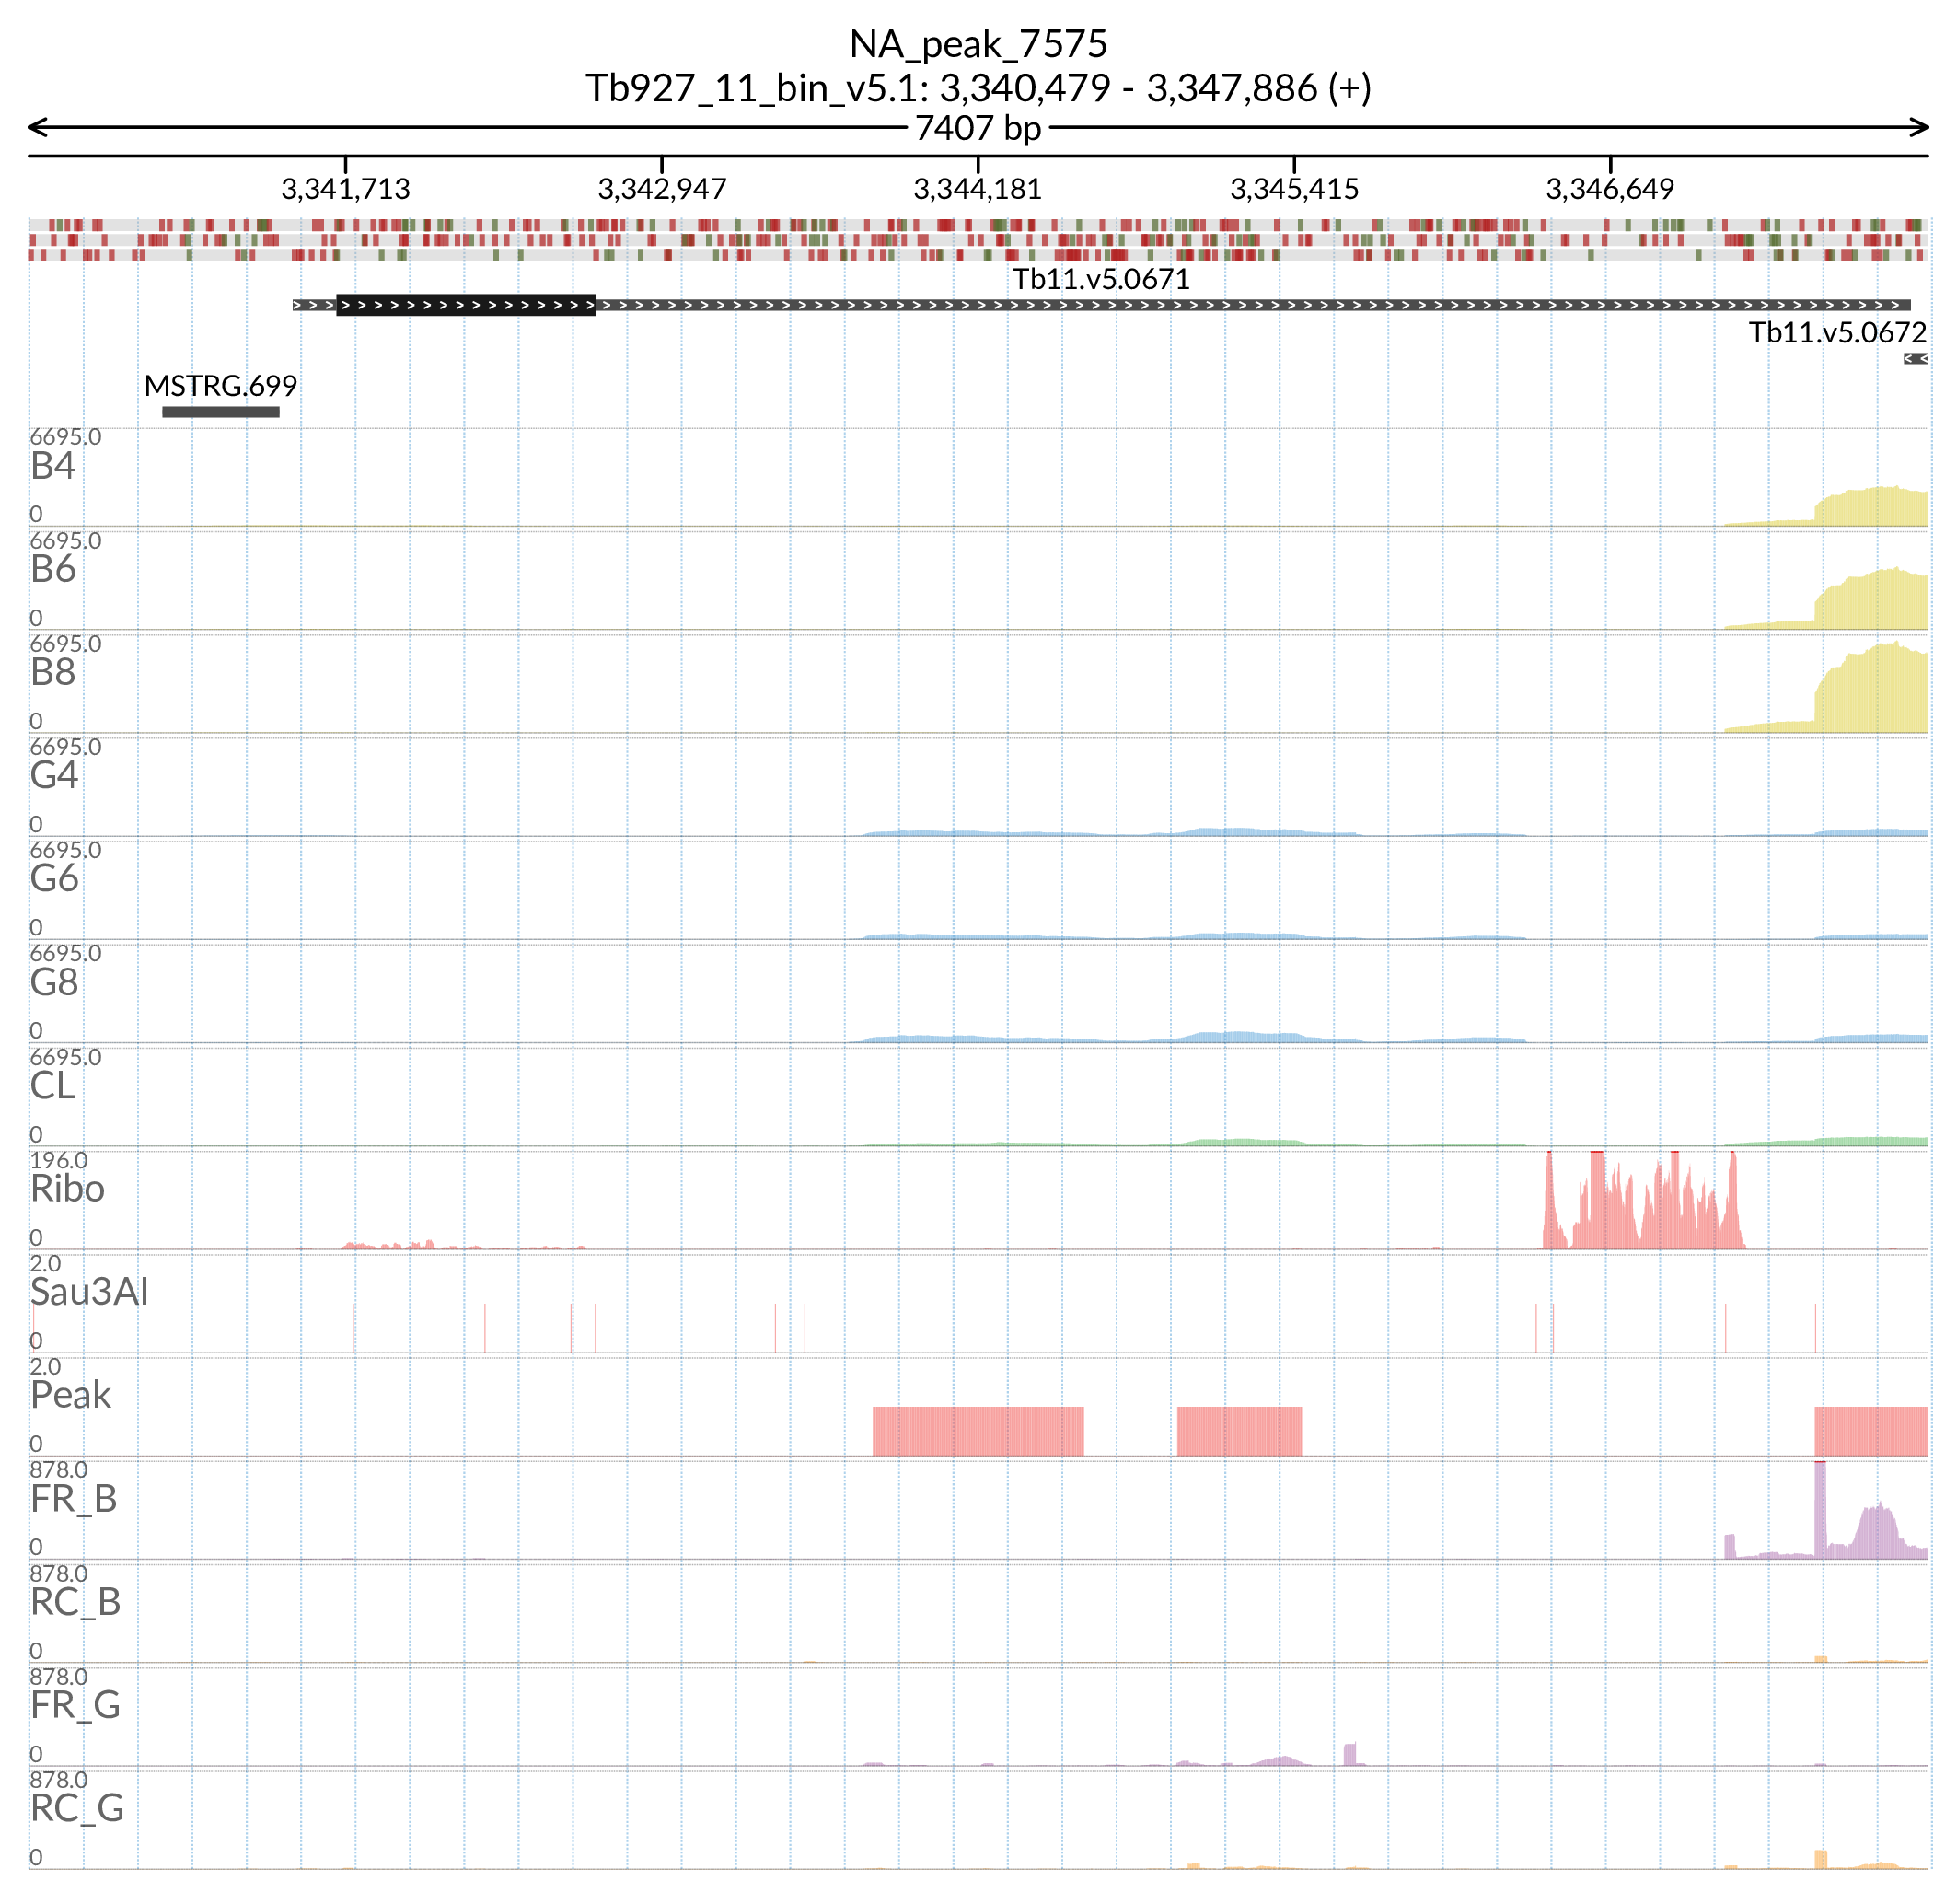 NA_peak_7575
Tb927_11_bin_v5.1: 3,340,479 - 3,347,886 (+)
7407 bp
3,341,713 3,342,947 3,344,181 3,345,415 3,346,649
Tb11.v5.0671
Tb11.v5.0672
MSTRG.699
6695.0
B4
0
6695.0
B6
0
6695.0
B8
0
6695.0
G4
0
6695.0
G6
0
6695.0
G8
0
6695.0
CL
0
196.0
Ribo
0
2.0
Sau3AI
0
2.0
Peak
0
878.0
FR_B
0
878.0
RC_B
0
878.0
FR_G
0
878.0
RC_G
0